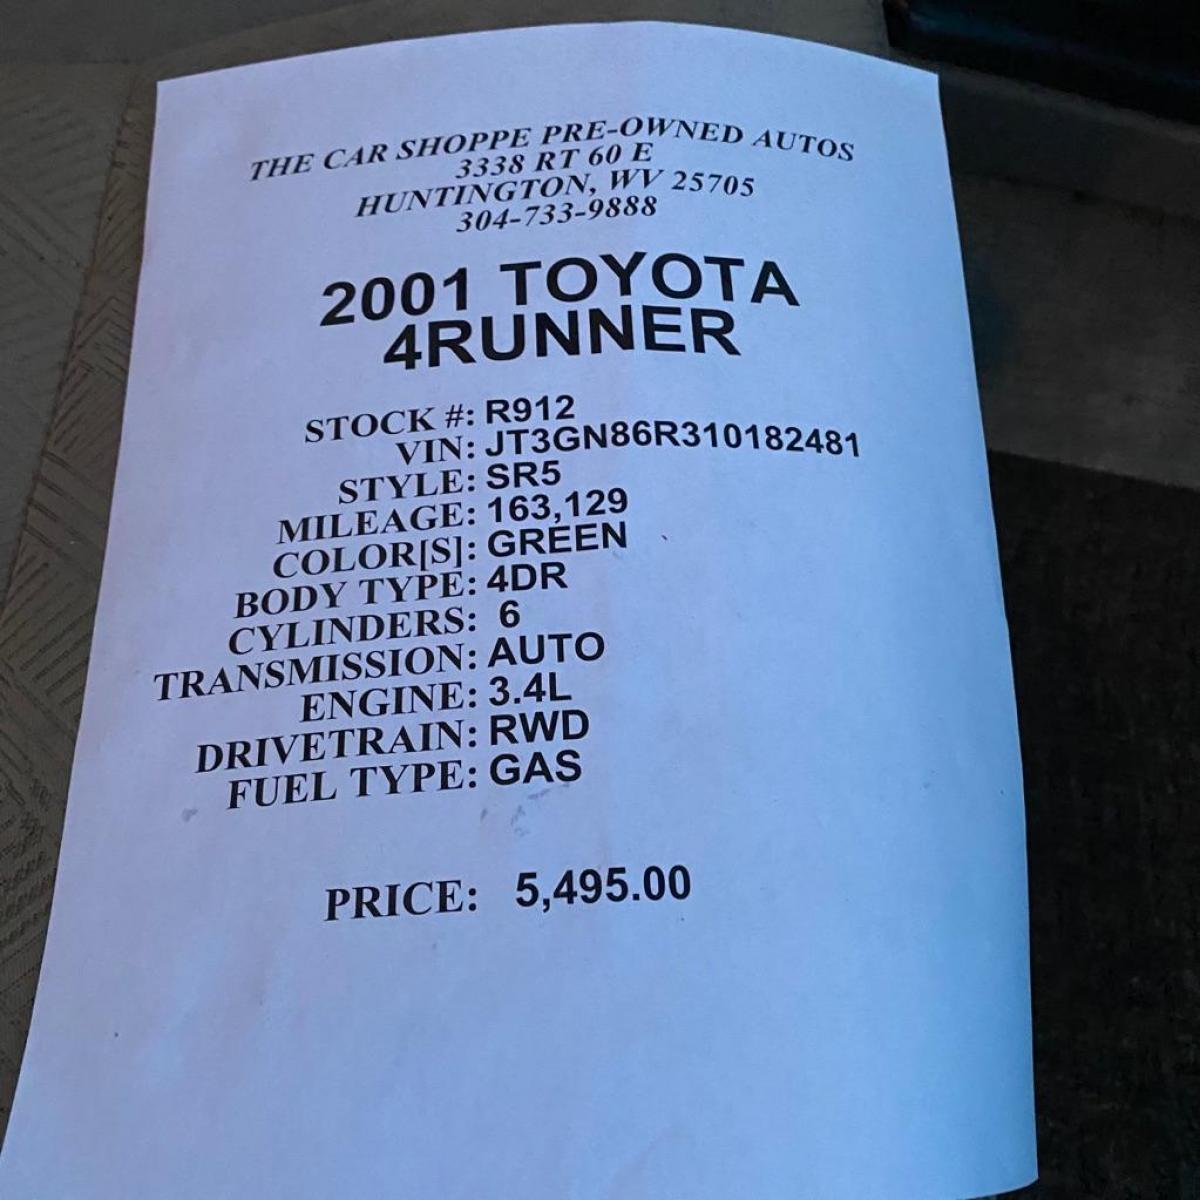 THE CAR SHOPPE PRE-OWNED AUTOS
3338 RT 60 E
HUNTINGTON, WV 25705
304-733-9888
2001 TOYOTA
4RUNNER
STOCK #: R912
VIN: JT3GN86R310182481
STYLE: SR5
MILEAGE: 163,129
COLOR[S]: GREEN
BODY TYPE: 4DR
CYLINDERS: 6
TRANSMISSION: AUTO
ENGINE: 3.4L
DRIVETRAIN: RWD
FUEL TYPE: GAS
PRICE: 5,495.00